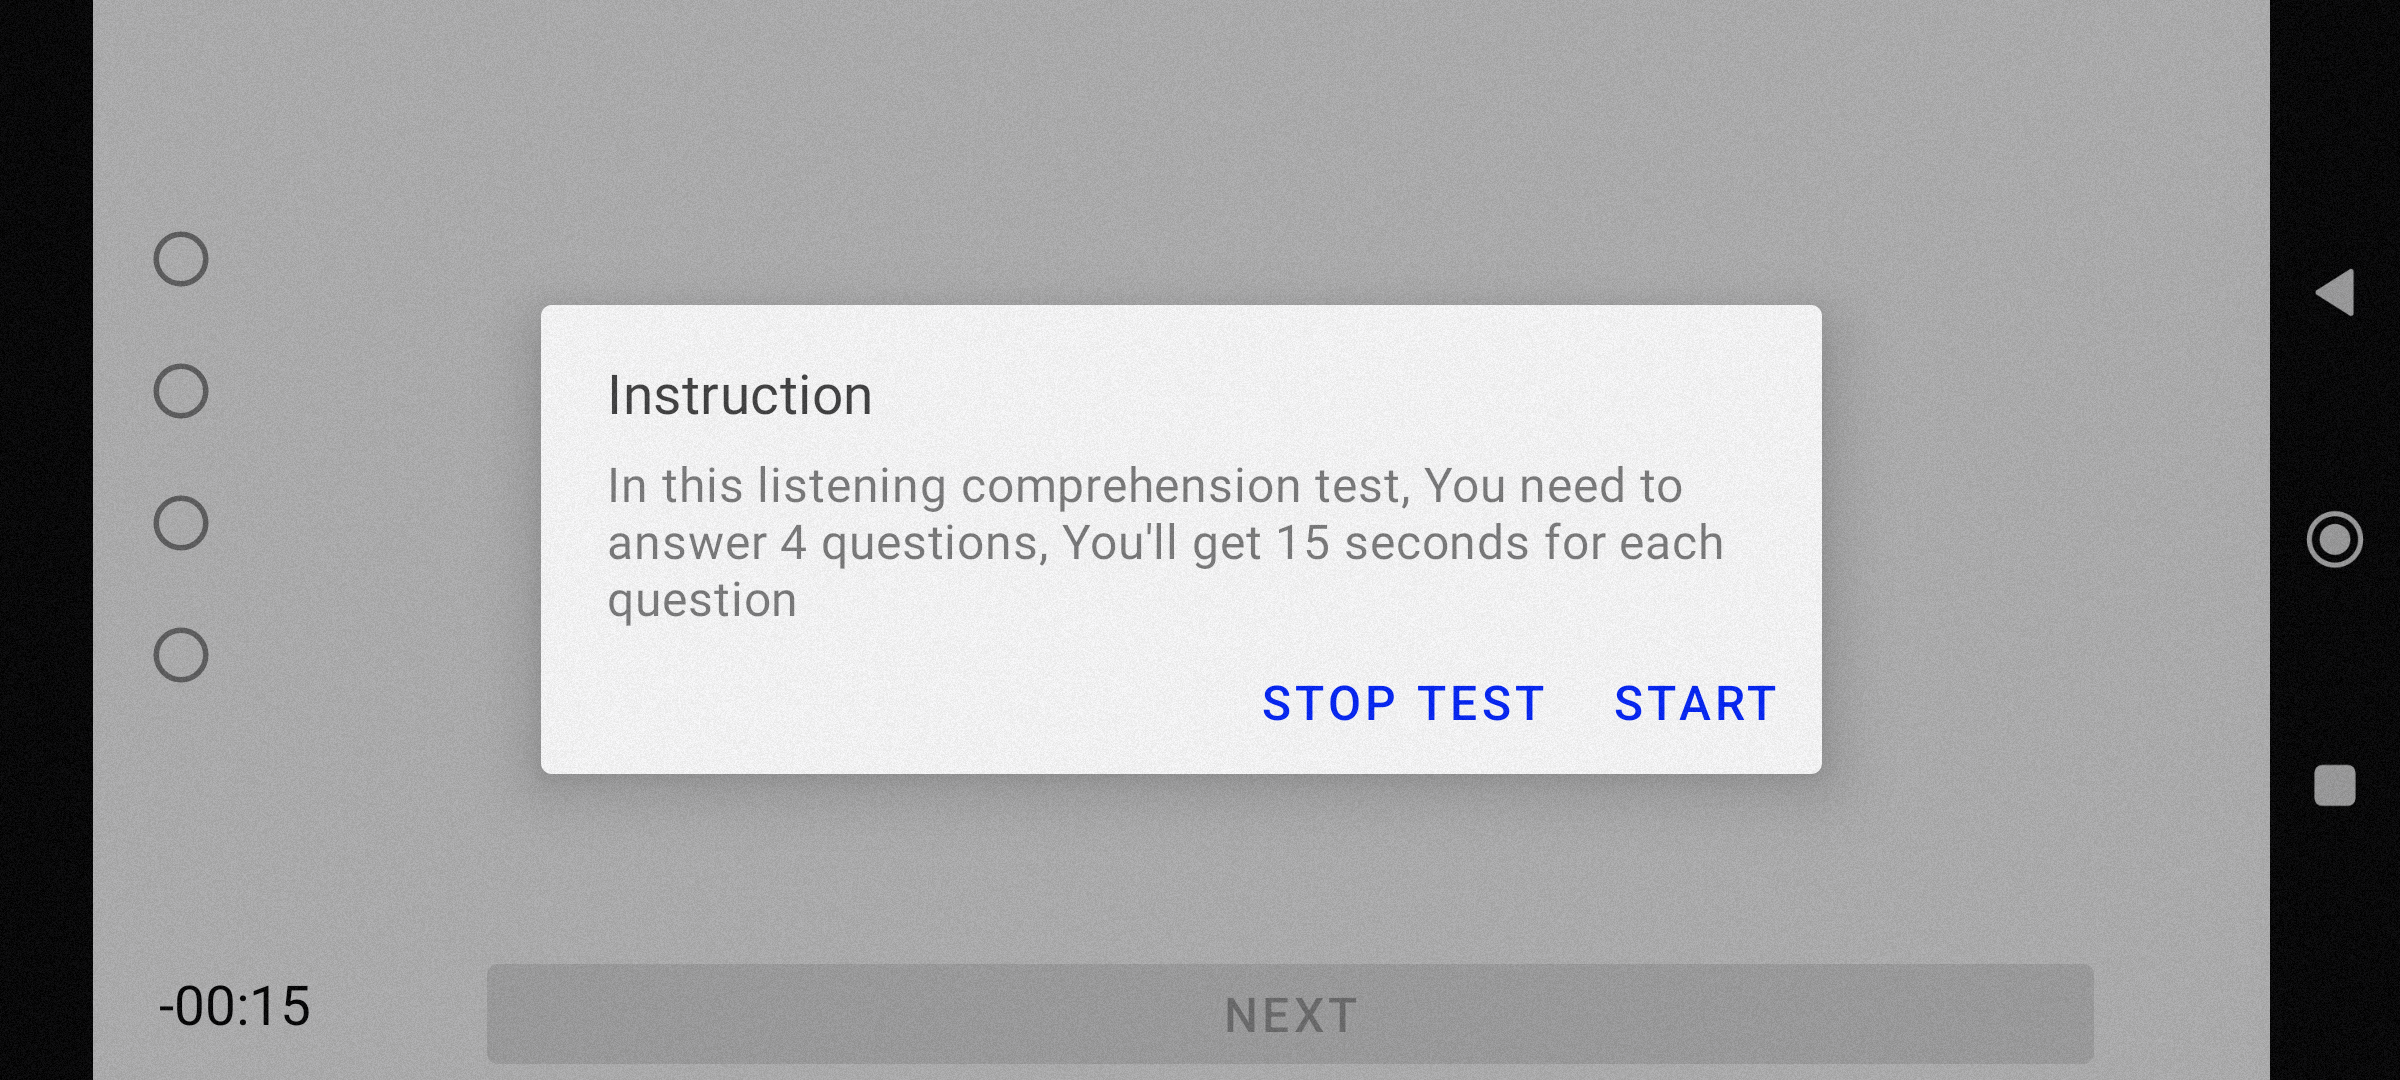 Instruction
In this listening comprehension test, You need to
answer 4 questions, You'll get 15 seconds for each
question
STOP TEST START
-00:15
NEXT